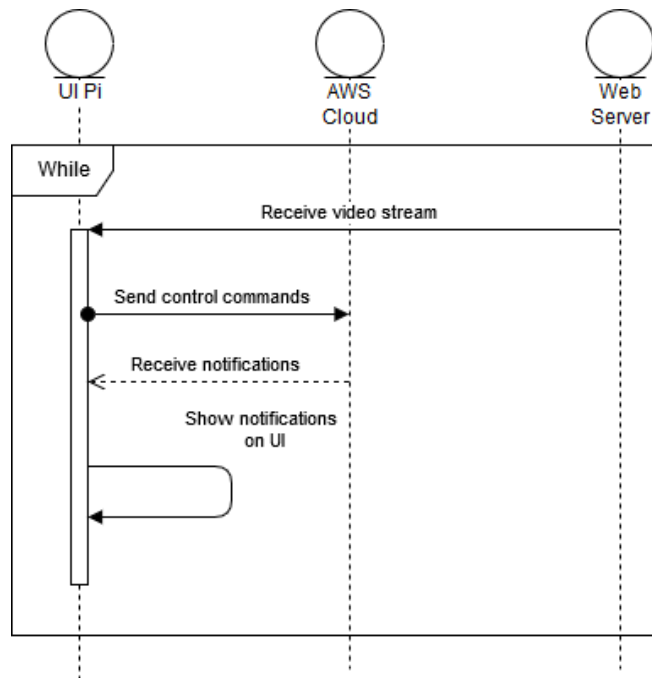 UI Pi
AWS
Cloud
Web
Server
While
Receive video stream
Send control commands
Receive notifications
Show notifications
on UI